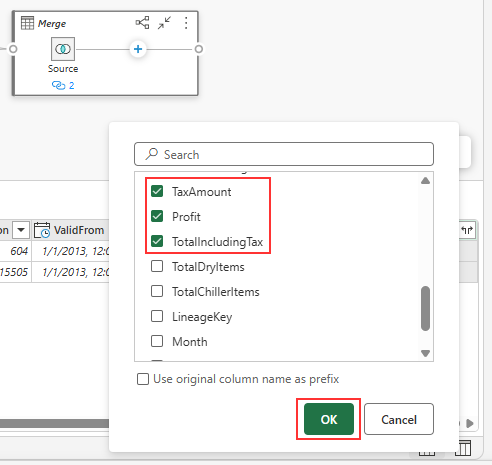 Merge
Source
2
Search
TaxAmount
Profit
TotalIncludingTax
TotalDryItems
TotalChillerItems
LineageKey
Month
Use original column name as prefix
OK
Cancel
on ValidFrom
604 1/1/2013, 12:0
15505 1/1/2013, 12:0